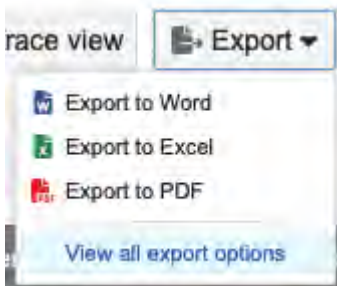 race view Export
Export to Word
Export to Excel
Export to PDF
View all export options